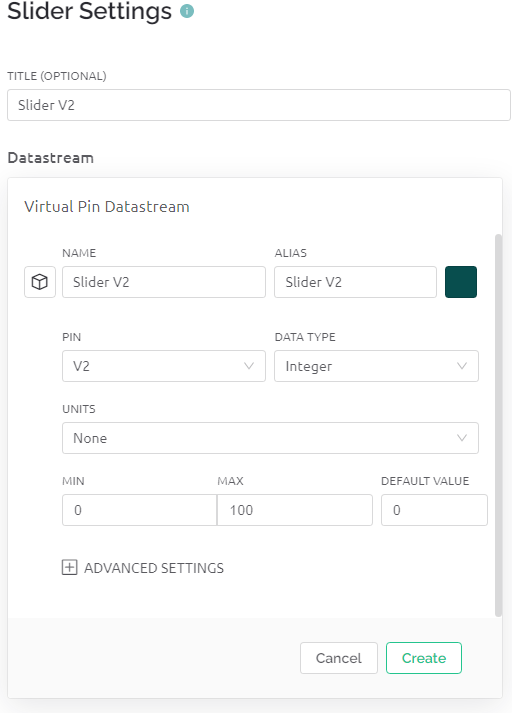 Slider Settings
TITLE (OPTIONAL)
Slider V2
Datastream
Virtual Pin Datastream
NAME ALIAS
Slider V2 Slider V2
PIN DATA TYPE
V2 Integer
UNITS
None
MIN MAX DEFAULT VALUE
0 100 0
ADVANCED SETTINGS
Cancel Create